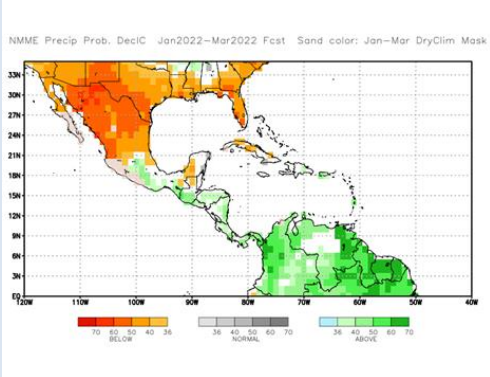 NMME Precip Prob. DecIC Jan2022-Mar2022 Fcst Sand color: Jan-Mar DryClim Mask
33N
30N
27N
24N
21N
18N
15N
12N
9N
6N
3N
EQ
120W 110W 100W 90W 80W 70W 60W 50W 40W
70 60 50 40 36 36 40 50 60 70 36 40 50 60 70
BELOW NORMAL ABOVE